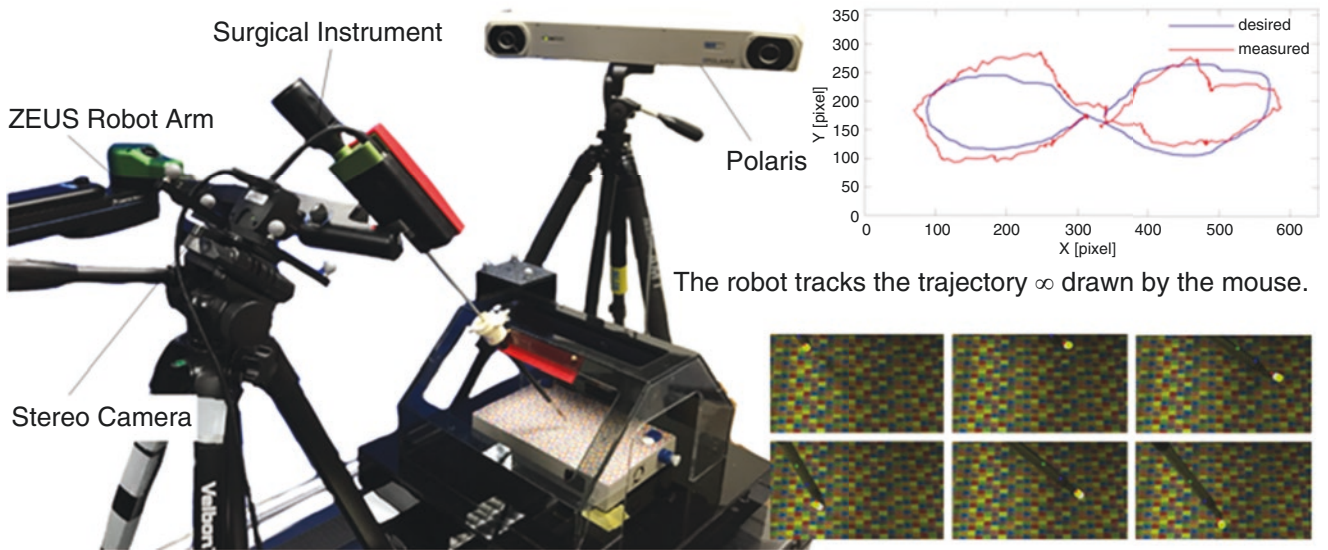 Surgical Instrument
ZEUS Robot Arm
Stereo Camera
Polaris
Velbon
350
300
250
200
150
100
50
0
Y [pixel]
desired
measured
0 100 200 300 400 500 600
X [pixel]
The robot tracks the trajectory ∞ drawn by the mouse.